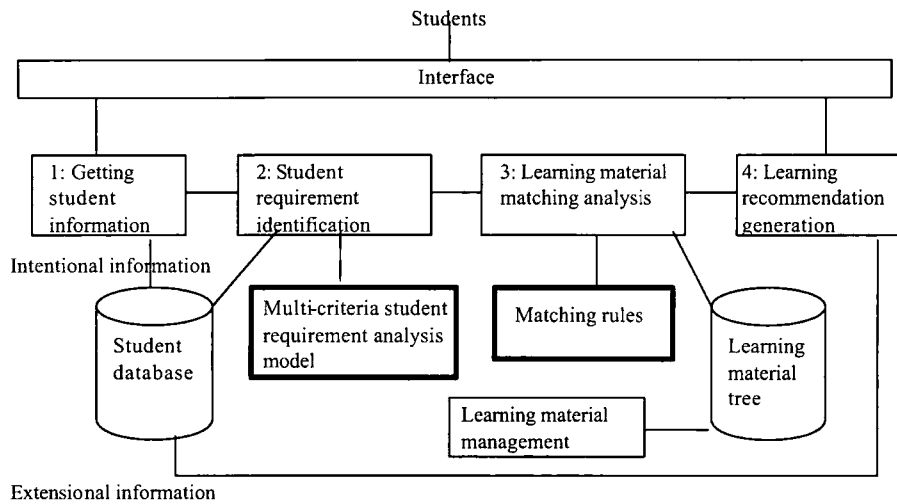 Students
Interface
1: Getting
student
information
2: Student
requirement
identification
3: Learning material
matching analysis
4: Learning
recommendation
generation
Intentional information
Student
database
Multi-criteria student
requirement analysis
model
Matching rules
Learning
material
tree
Learning material
management
Extensional information